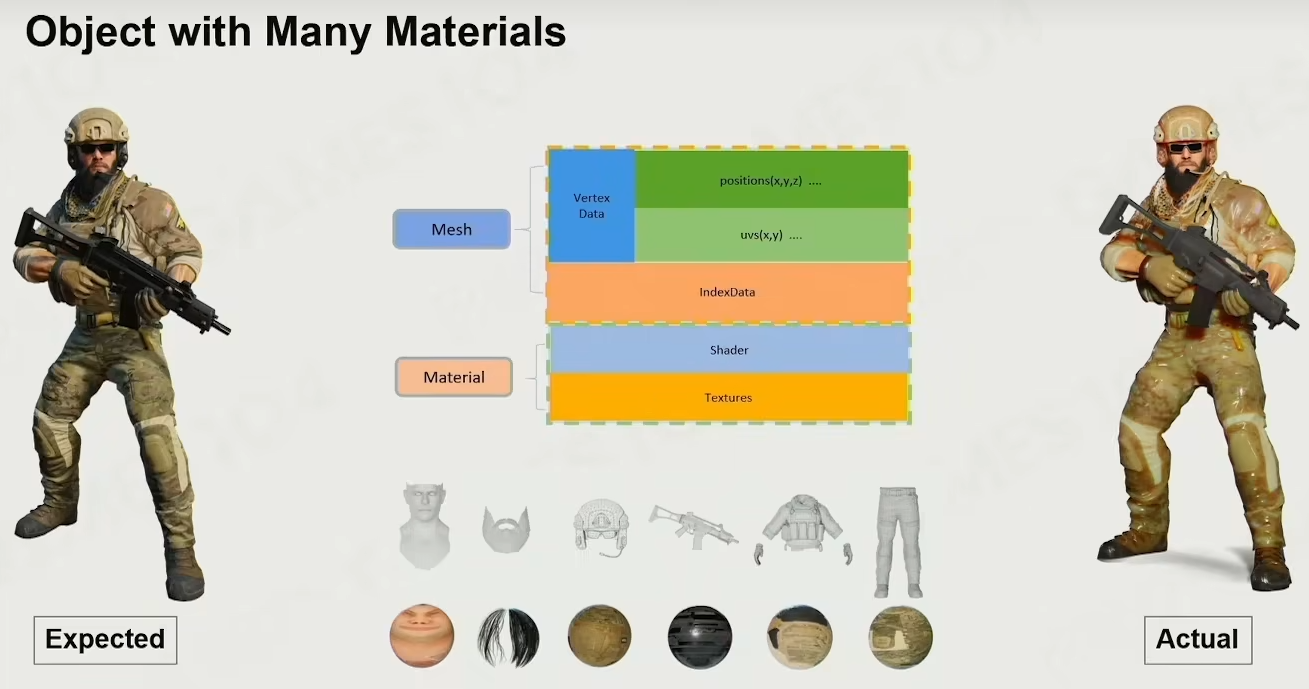 Object with Many Materials
Mesh
Vertex
Data
positions(x,y,z) ....
uvs(x,y) ....
IndexData
Material
Shader
Textures
Expected
Actual